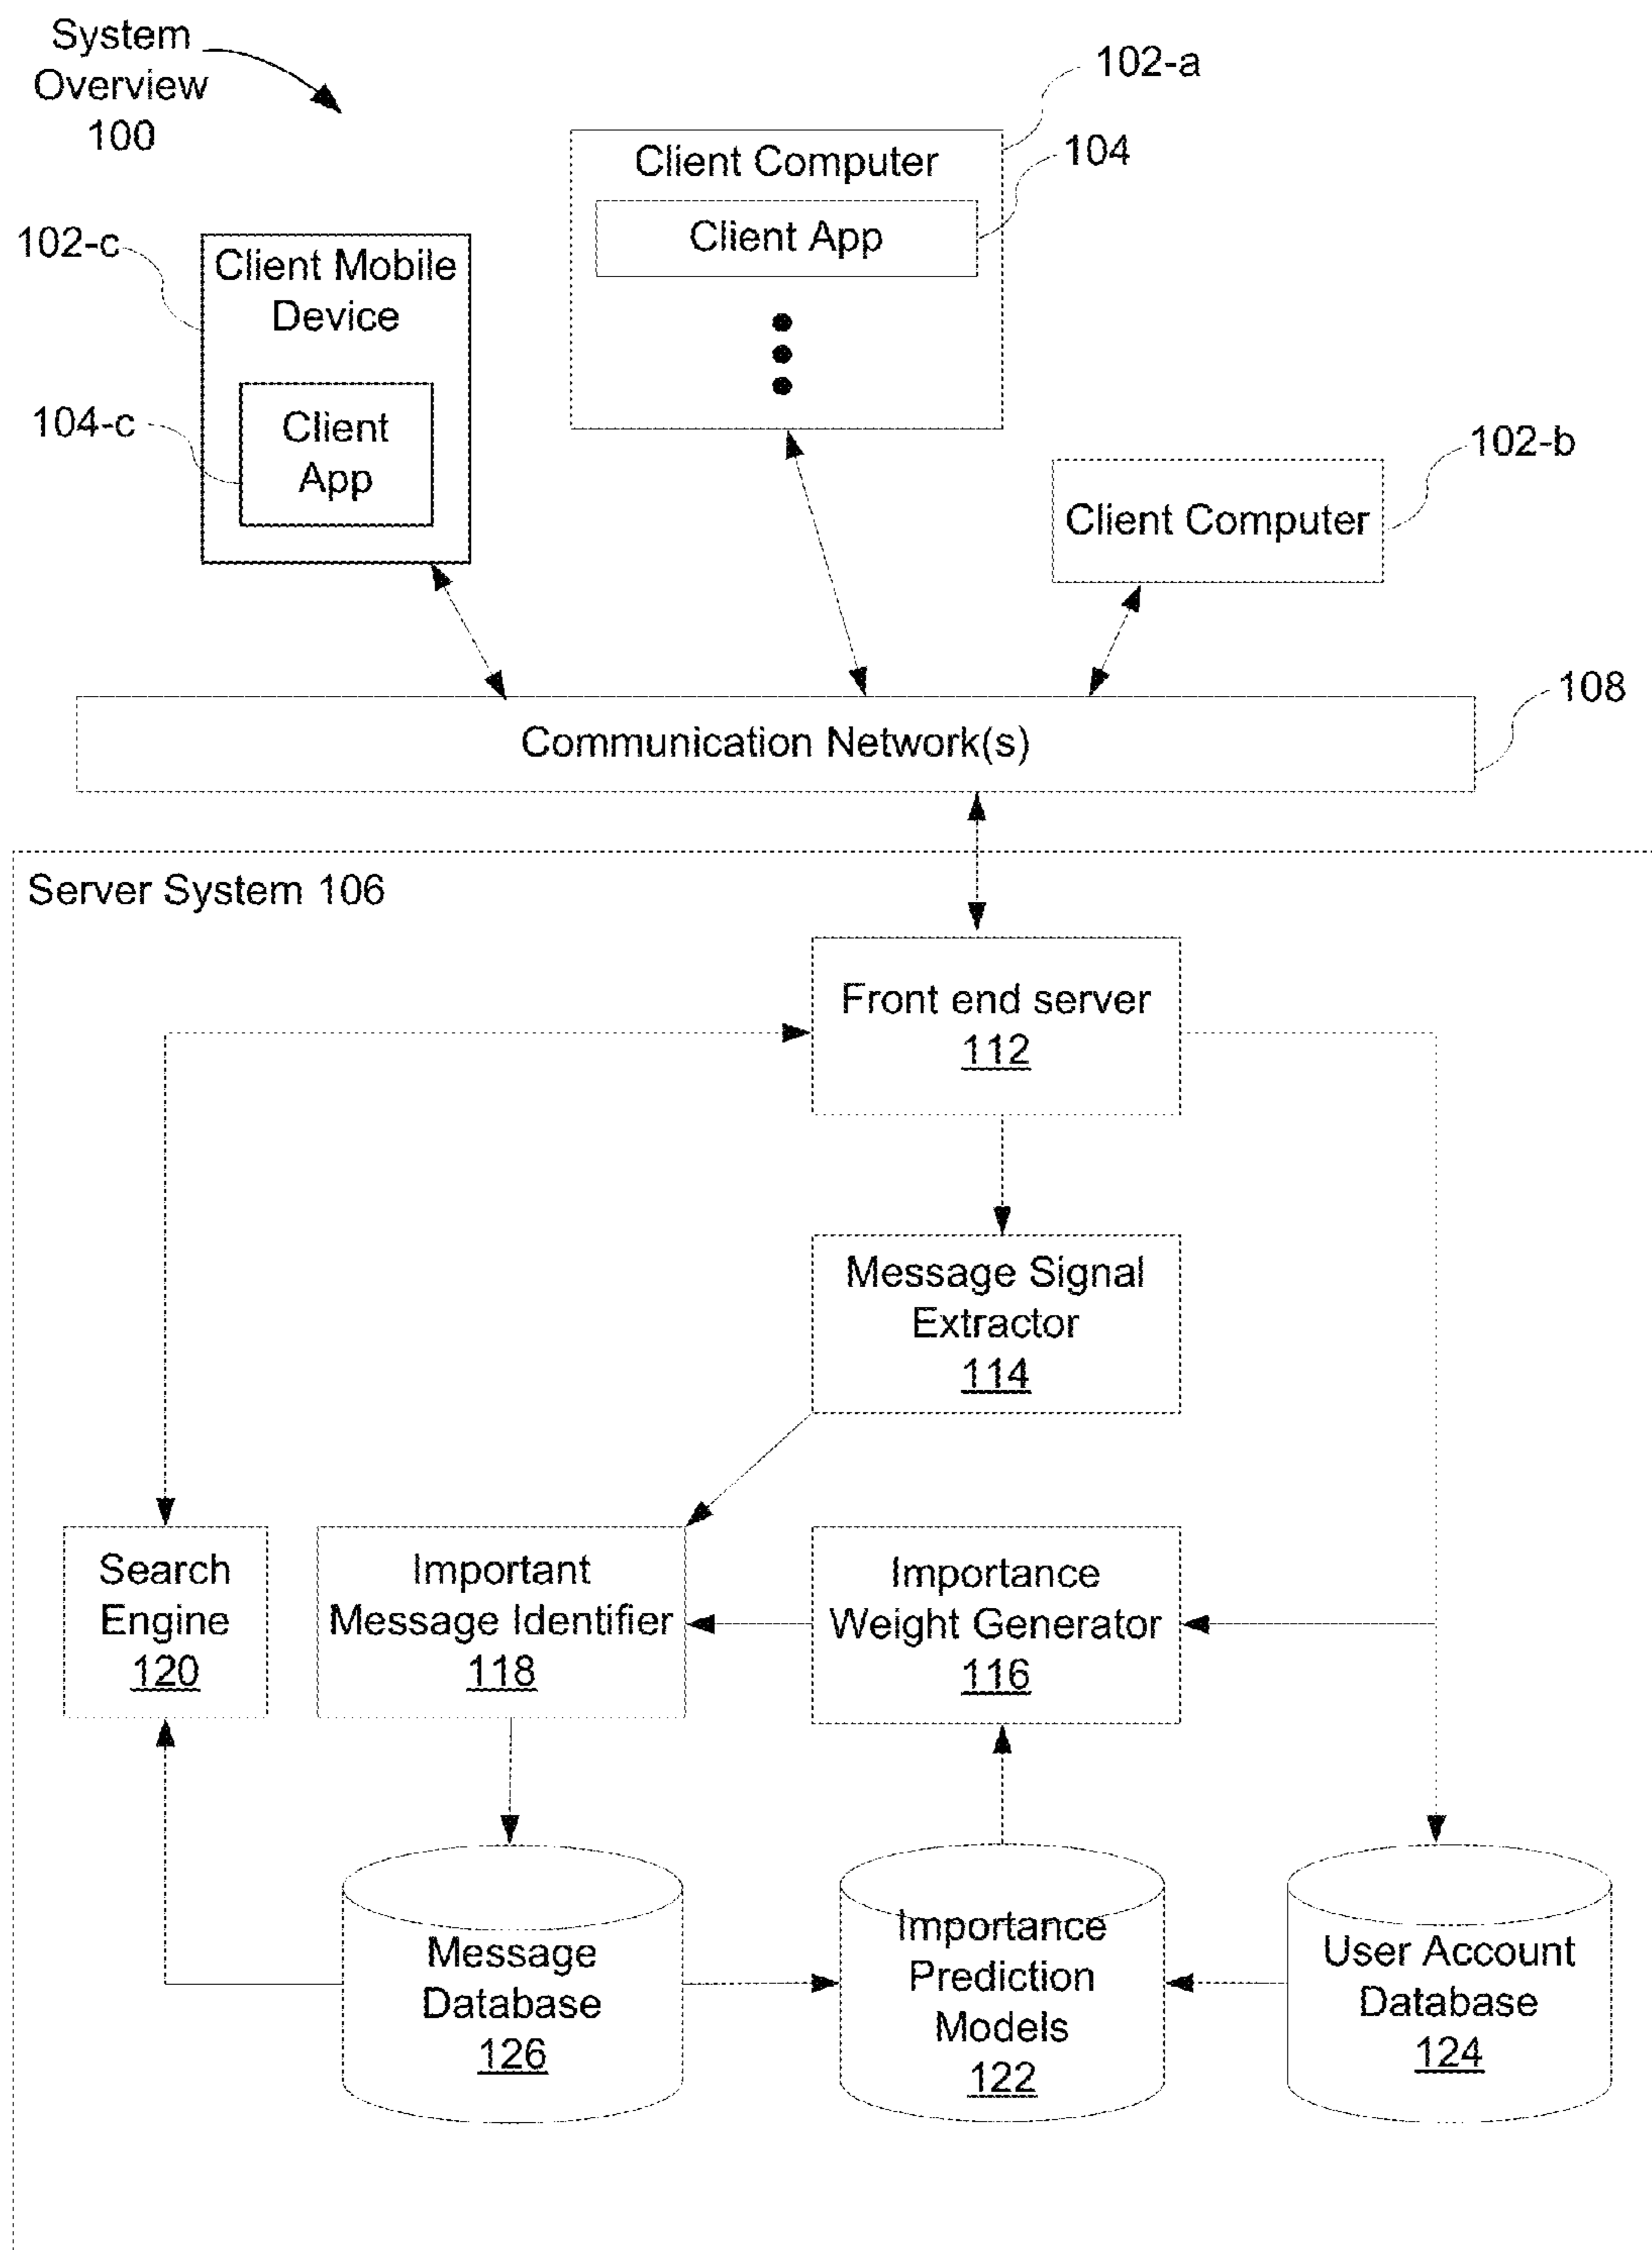 System
Overview
100
102-a
Client Computer
104
Client App
102-c
Client Mobile
Device
104-c
Client
App
102-b
Client Computer
108
Communication Network(s)
Server System 106
Front end server
112
Message Signal
Extractor
114
Search
Engine
120
Important
Message Identifier
118
Importance
Weight Generator
116
Message
Database
126
Importance
Prediction
Models
122
User Account
Database
124